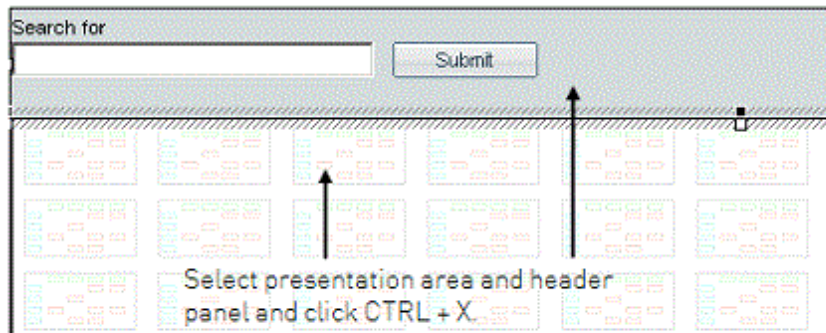 Search for
Submit
Select presentation area and header
panel and click CTRL + X.